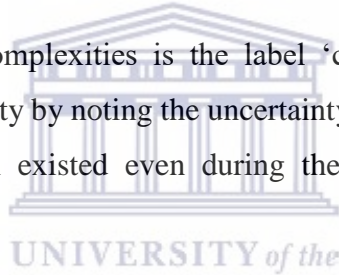 omplexities is the label ‘c
ty by noting the uncertainty
existed even during the
UNIVERSITY of the